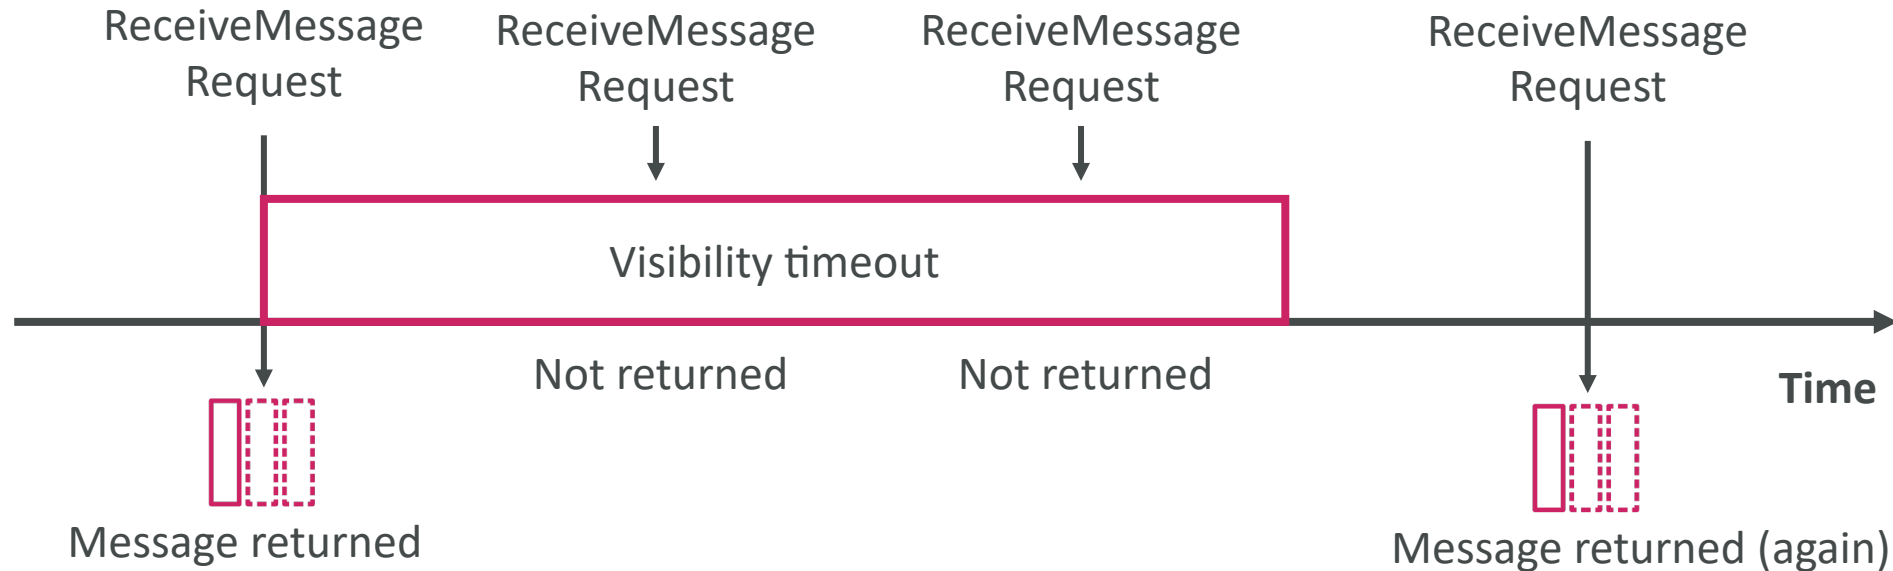 ReceiveMessage
Request
ReceiveMessage
Request
ReceiveMessage
Request
ReceiveMessage
Request
Visibility timeout
Not returned
Not returned
Time
Message returned
Message returned (again)